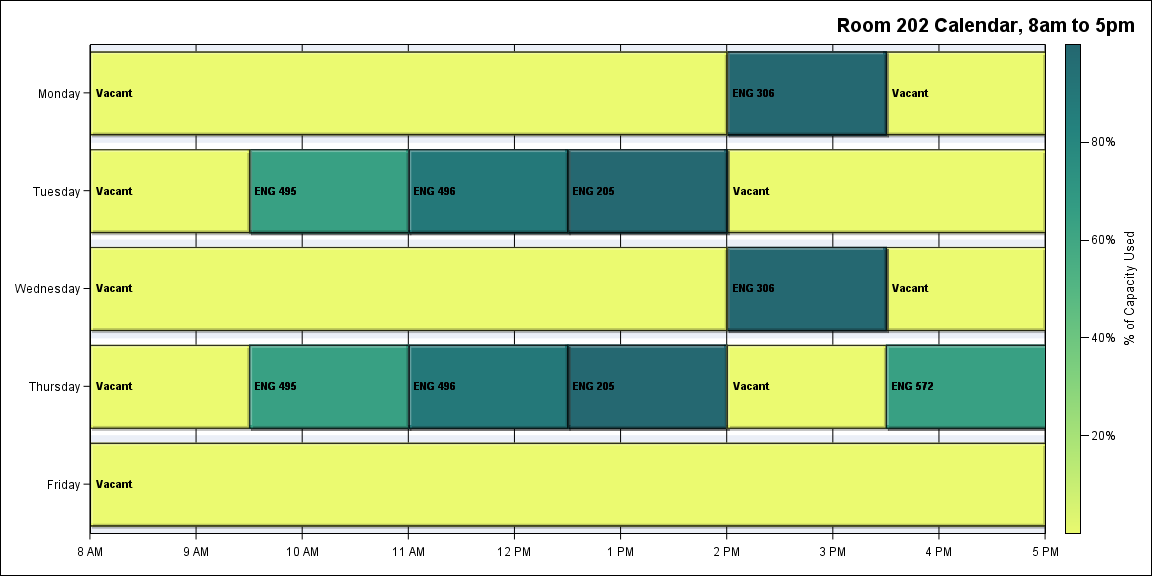 Room 202 Calendar, 8am to 5pm
Monday
Vacant
ENG 306
Vacant
Tuesday
Vacant
ENG 495
ENG 496
ENG 205
Vacant
Wednesday
Vacant
ENG 306
Vacant
Thursday
Vacant
ENG 495
ENG 496
ENG 205
Vacant
ENG 572
Friday
Vacant
8 AM
9 AM
10 AM
11 AM
12 PM
1 PM
2 PM
3 PM
4 PM
5 PM
80%
60%
40%
20%
% of Capacity Used